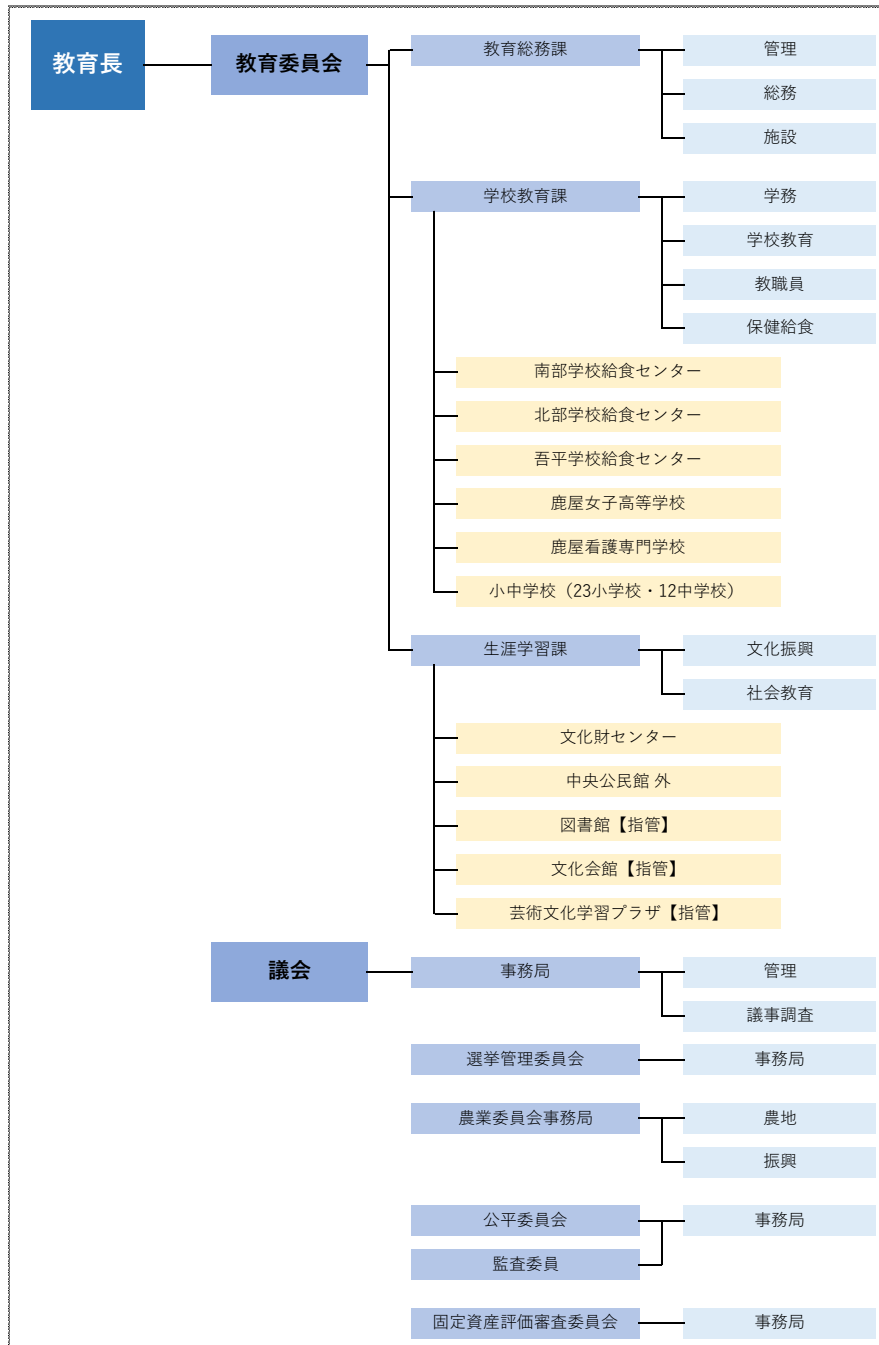 教育長
教育委員会
教育総務課
管理
総務
施設
学校教育課
学務
学校教育
教職員
保健給食
南部学校給食センター
北部学校給食センター
吾平学校給食センター
鹿屋女子高等学校
鹿屋看護専門学校
小中学校（23小学校・12中学校）
生涯学習課
文化振興
社会教育
文化財センター
中央公民館 外
図書館【指管】
文化会館【指管】
芸術文化学習プラザ【指管】
議会
事務局
管理
議事調査
選挙管理委員会
事務局
農業委員会事務局
農地
振興
公平委員会
事務局
監査委員
固定資産評価審査委員会
事務局